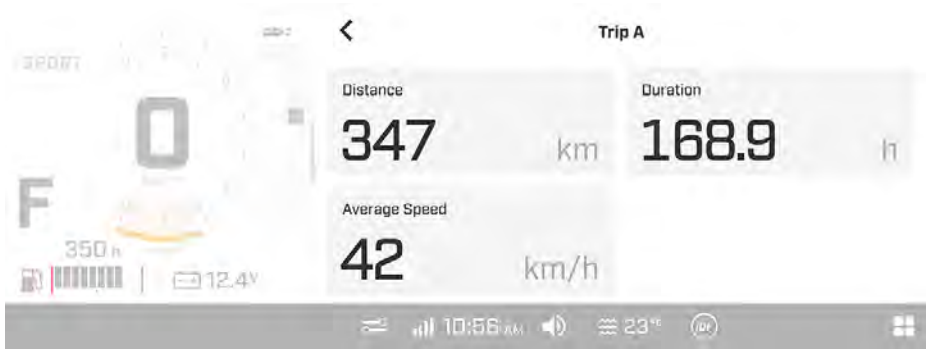 Trip A
SPORT
Distance
347 km
Duration
168.9 h
0
F
Average Speed
42 km/h
350 h
12.4 V
10:56 AM
23